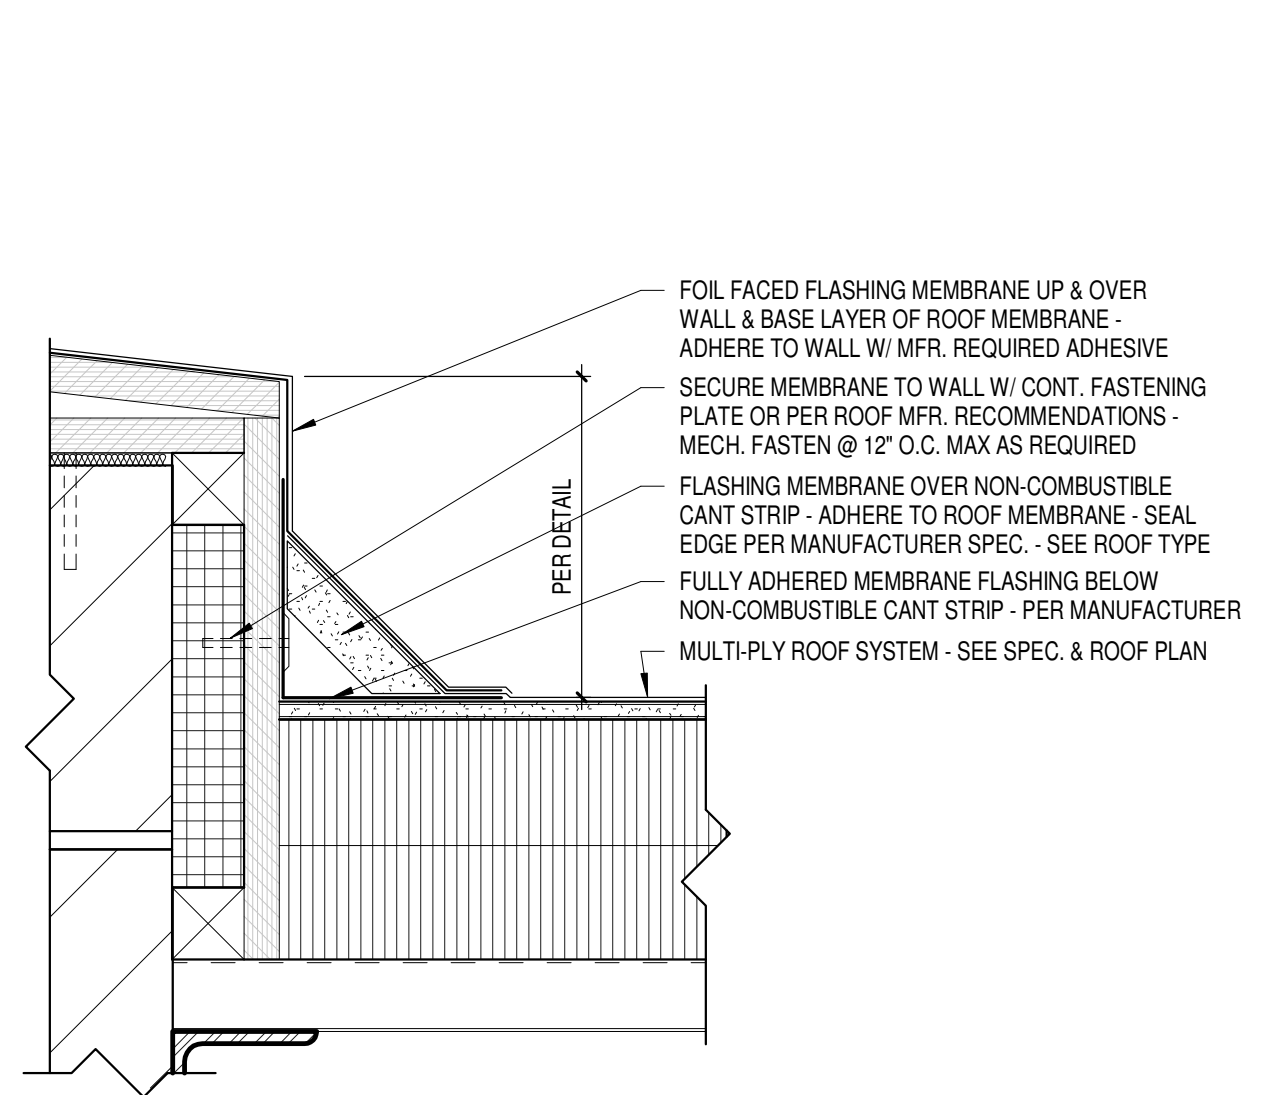 FOIL FACED FLASHING MEMBRANE UP & OVER
WALL & BASE LAYER OF ROOF MEMBRANE -
ADHERE TO WALL W/ MFR. REQUIRED ADHESIVE
SECURE MEMBRANE TO WALL W/ CONT. FASTENING
PLATE OR PER ROOF MFR. RECOMMENDATIONS -
MECH. FASTEN @ 12" O.C. MAX AS REQUIRED
FLASHING MEMBRANE OVER NON-COMBUSTIBLE
CANT STRIP - ADHERE TO ROOF MEMBRANE - SEAL
EDGE PER MANUFACTURER SPEC. - SEE ROOF TYPE
FULLY ADHERED MEMBRANE FLASHING BELOW
NON-COMBUSTIBLE CANT STRIP - PER MANUFACTURER
MULTI-PLY ROOF SYSTEM - SEE SPEC. & ROOF PLAN
PER DETAIL